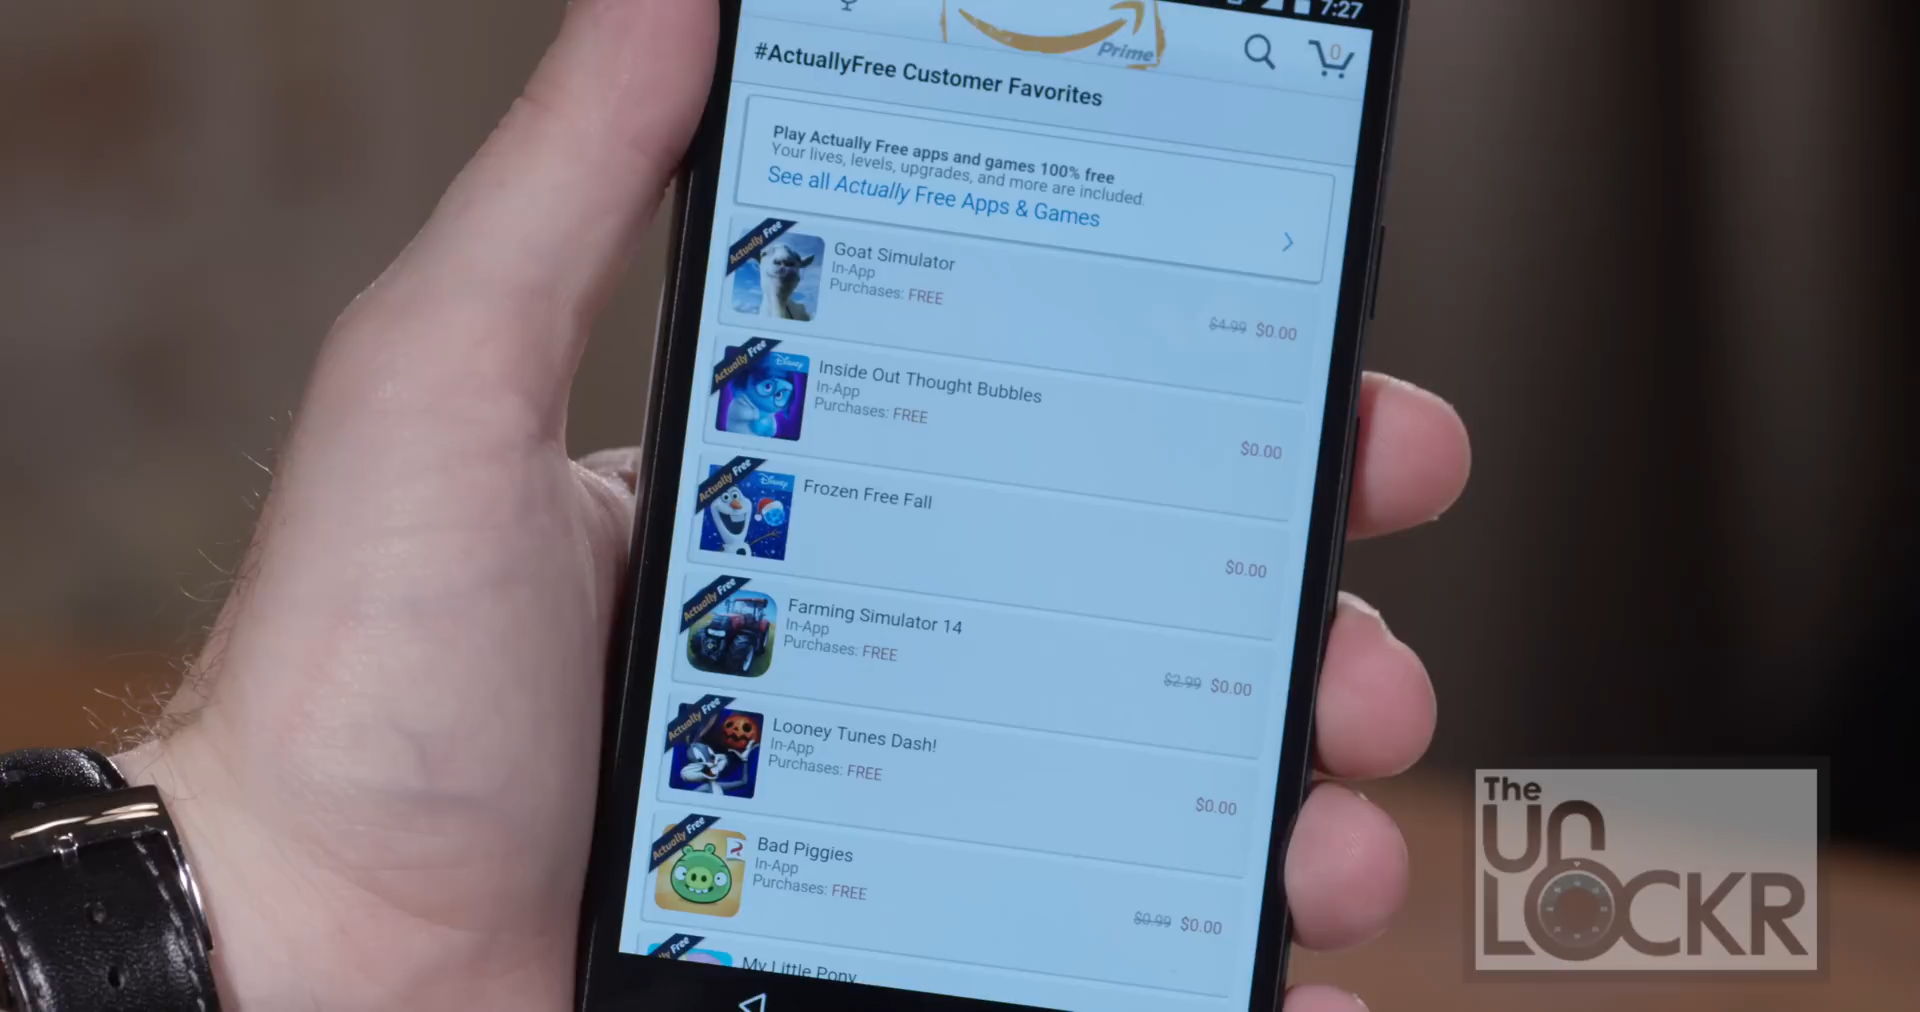 7:27
Prime
0
#ActuallyFree Customer Favorites
Play Actually Free apps and games 100% free
Your lives, levels, upgrades, and more are included.
See all Actually Free Apps & Games
Actually Free
Goat Simulator
In-App
Purchases: FREE
$4.99 $0.00
Actually Free
Disney
Inside Out Thought Bubbles
In-App
Purchases: FREE
$0.00
Actually Free
Disney
Frozen Free Fall
$0.00
Actually Free
Farming Simulator 14
In-App
Purchases: FREE
$2.99 $0.00
Actually Free
Looney Tunes Dash!
In-App
Purchases: FREE
$0.00
Actually Free
Bad Piggies
In-App
Purchases: FREE
$0.99 $0.00
Free
My Little Pony
The
UN
LOCKR